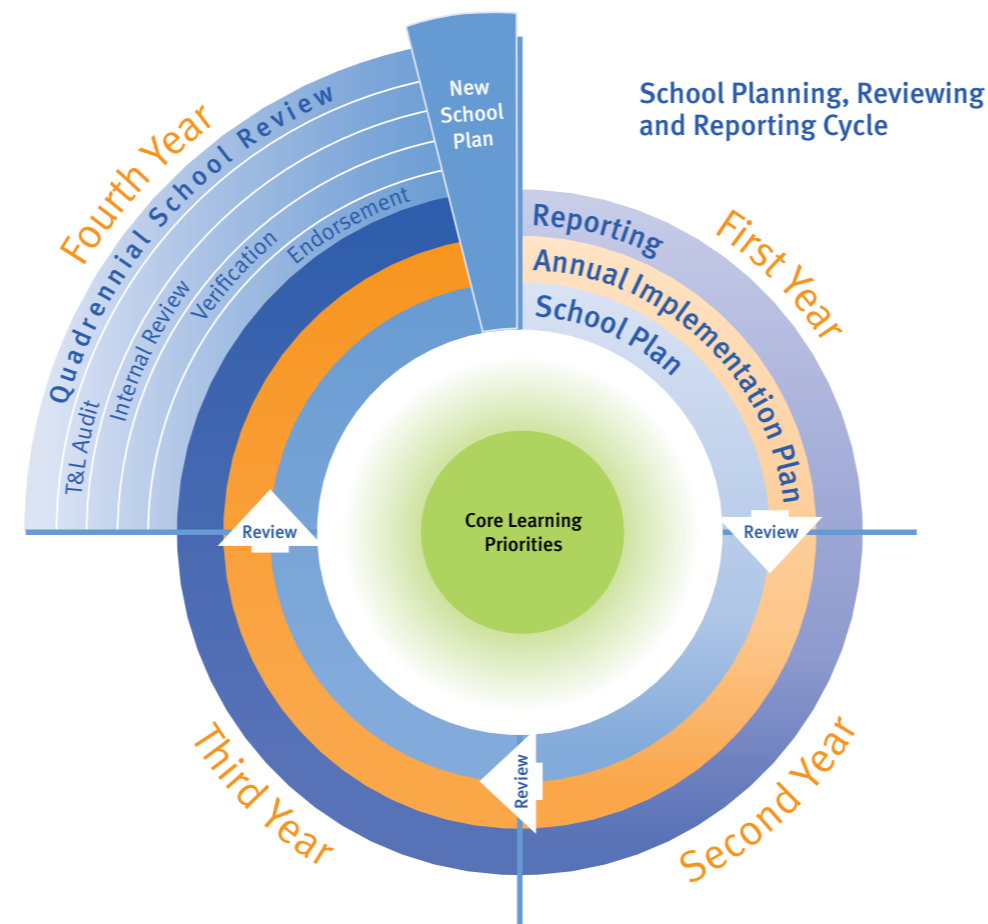 School Planning, Reviewing
and Reporting Cycle
New
School
Plan
Fourth Year
Quadrennial School Review
T&L Audit
Internal Review
Verification
Endorsement
First Year
Reporting
Annual Implementation Plan
School Plan
Core Learning
Priorities
Review
Review
Review
Third Year
Second Year